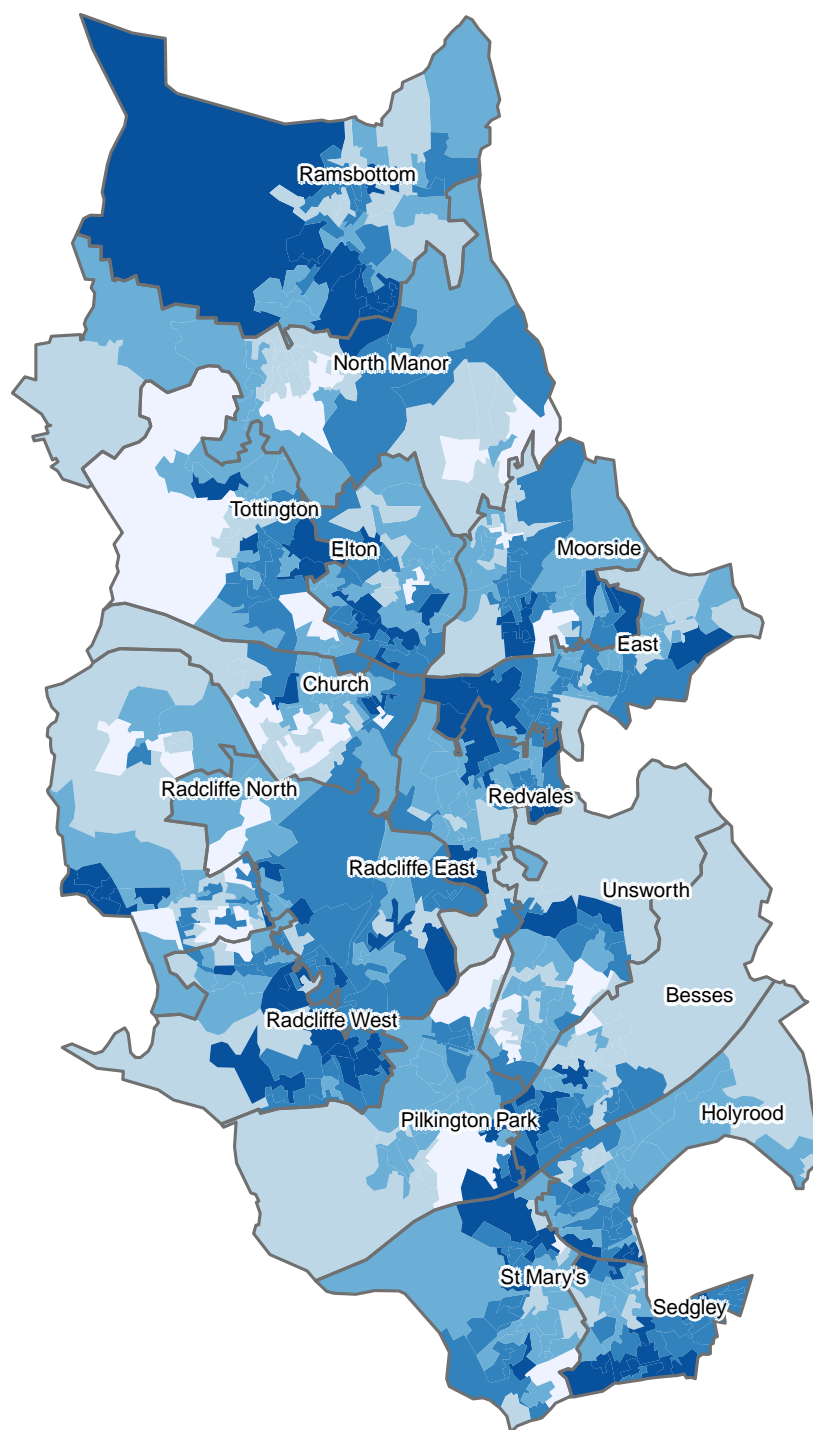 Ramsbottom
North Manor
Tottington
Elton
Moorside
East
Church
Radcliffe North
Redvales
Radcliffe East
Unsworth
Besses
Radcliffe West
Pilkington Park
Holyrood
St Mary's
Sedgley